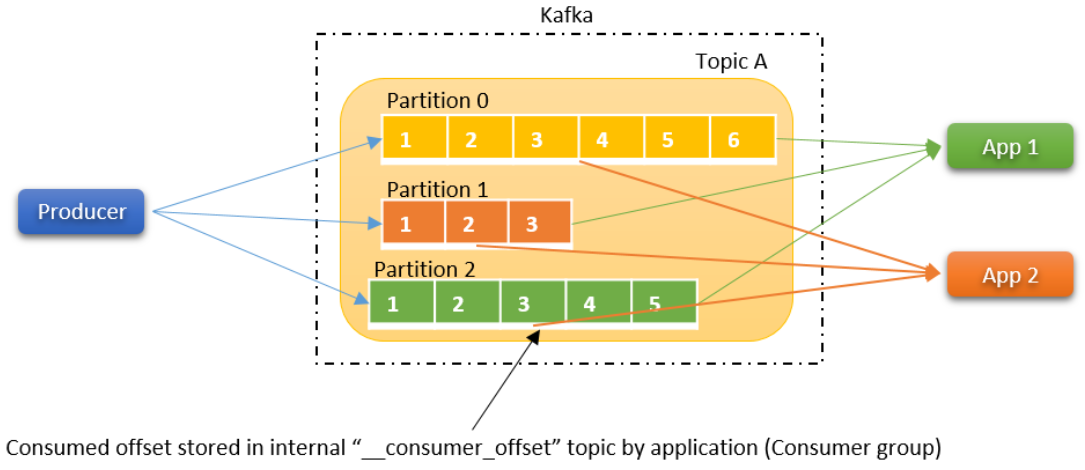 Kafka
Topic A
Partition 0
1 2 3 4 5 6
App 1
Partition 1
Producer
1 2 3
App 2
Partition 2
1 2 3 4 5
Consumed offset stored in internal “__consumer_offset” topic by application (Consumer group)